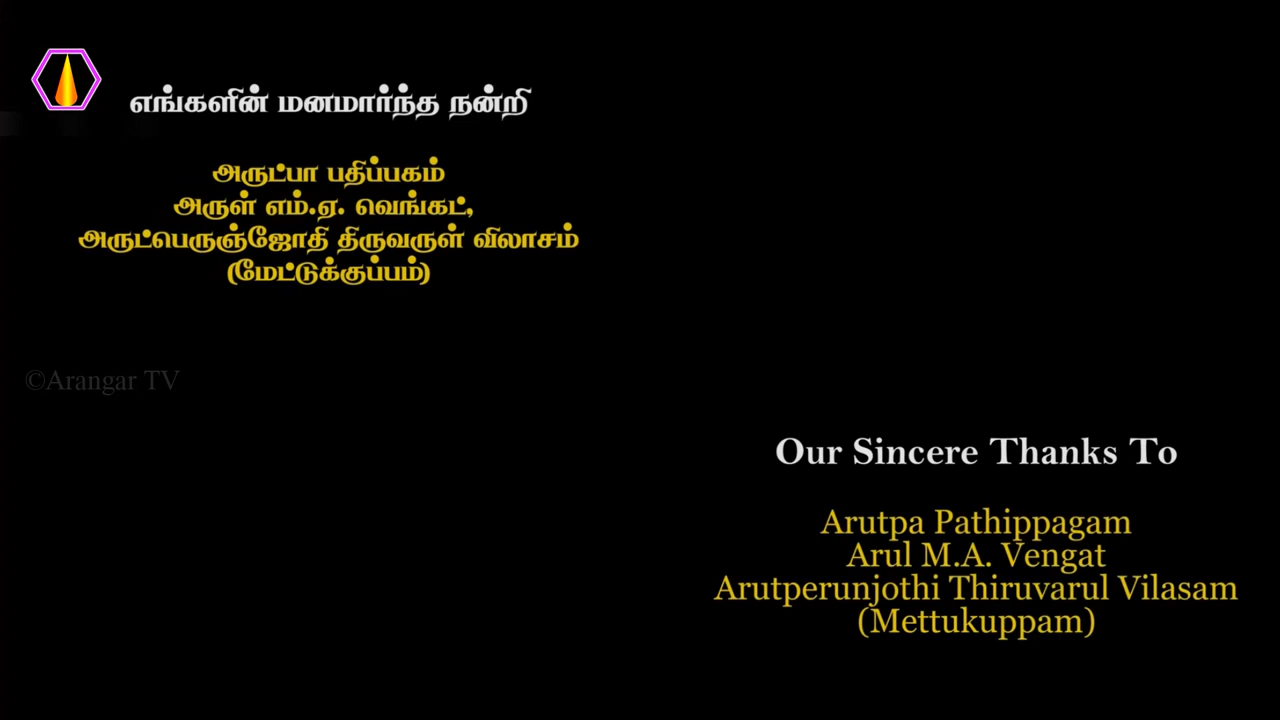 எங்களின் மனமார்ந்த நன்றி
அருட்பா பதிப்பகம்
அருள் எம்.ஏ. வெங்கட்,
அருட்பெருஞ்ஜோதி திருவருள் விலாசம்
(மேட்டுக்குப்பம்)
©Arangar TV
Our Sincere Thanks To
Arutpa Pathippagam
Arul M.A. Vengat
Arutperunjothi Thiruvarul Vilasam
(Mettukuppam)